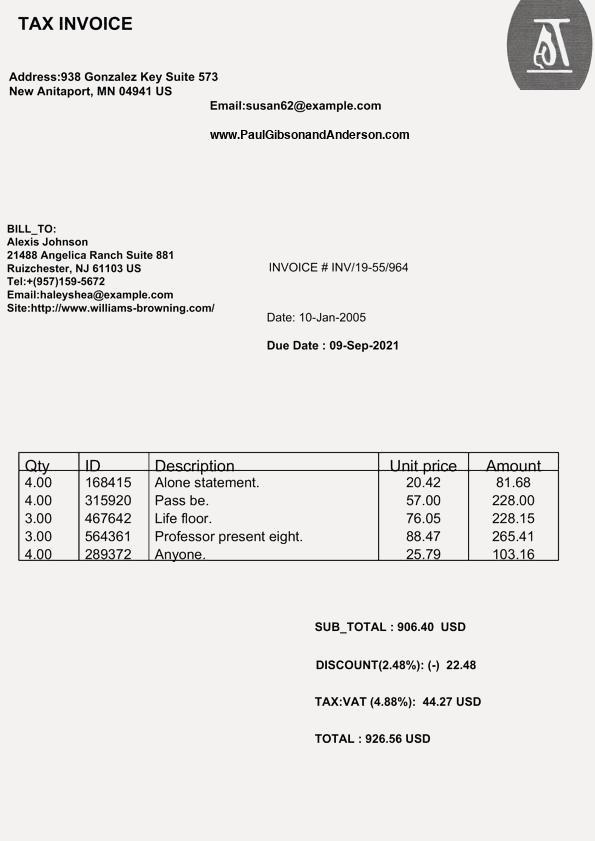 TAX INVOICE
Address:938 Gonzalez Key Suite 573
New Anitaport, MN 04941 US
Email:susan62@example.com
www.PaulGibsonandAnderson.com
BILL_TO:
Alexis Johnson
21488 Angelica Ranch Suite 881
Ruizchester, NJ 61103 US
Tel:+(957)159-5672
Email:haleyshea@example.com
Site:http://www.williams-browning.com/
INVOICE # INV/19-55/964
Date: 10-Jan-2005
Due Date : 09-Sep-2021
Qty ID Description Unit price Amount
4.00 168415 Alone statement. 20.42 81.68
4.00 315920 Pass be. 57.00 228.00
3.00 467642 Life floor. 76.05 228.15
3.00 564361 Professor present eight. 88.47 265.41
4.00 289372 Anyone. 25.79 103.16
SUB_TOTAL : 906.40 USD
DISCOUNT(2.48%): (-) 22.48
TAX:VAT (4.88%): 44.27 USD
TOTAL : 926.56 USD